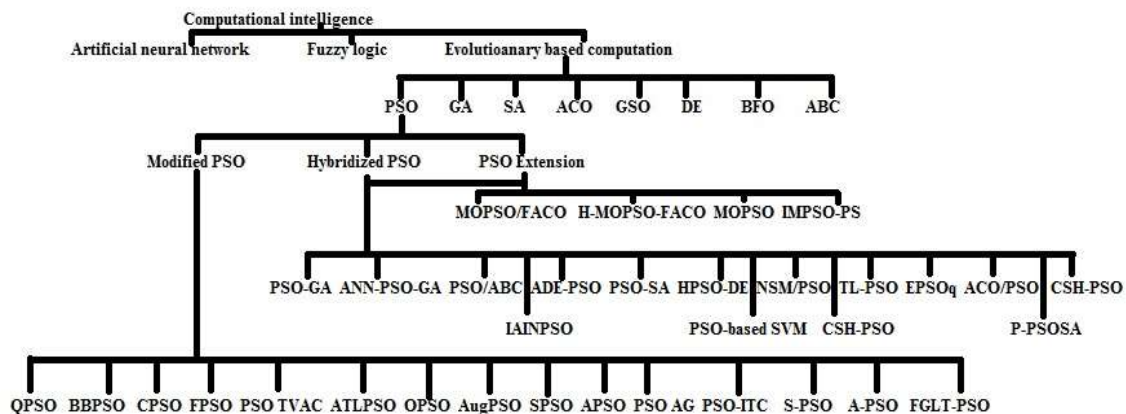 Computational intelligence
Artificial neural network Fuzzy logic Evolutioanary based computation
PSO GA SA ACO GSO DE BFO ABC
Modified PSO Hybridized PSO PSO Extension
MOPSO/FACO H-MOPSO-FACO MOPSO IMPSO-PS
PSO-GA ANN-PSO-GA PSO/ABC ADE-PSO PSO-SA HPSO-DE NSM/PSO TL-PSO EPSOq ACO/PSO CSH-PSO
IAINPSO PSO-based SVM CSH-PSO P-PSOSA
QPSO BBPSO CPSO FPSO PSO TVAC ATLPSO OPSO AugPSO SPSO APSO PSO AG PSO-ITC S-PSO A-PSO FGLT-PSO